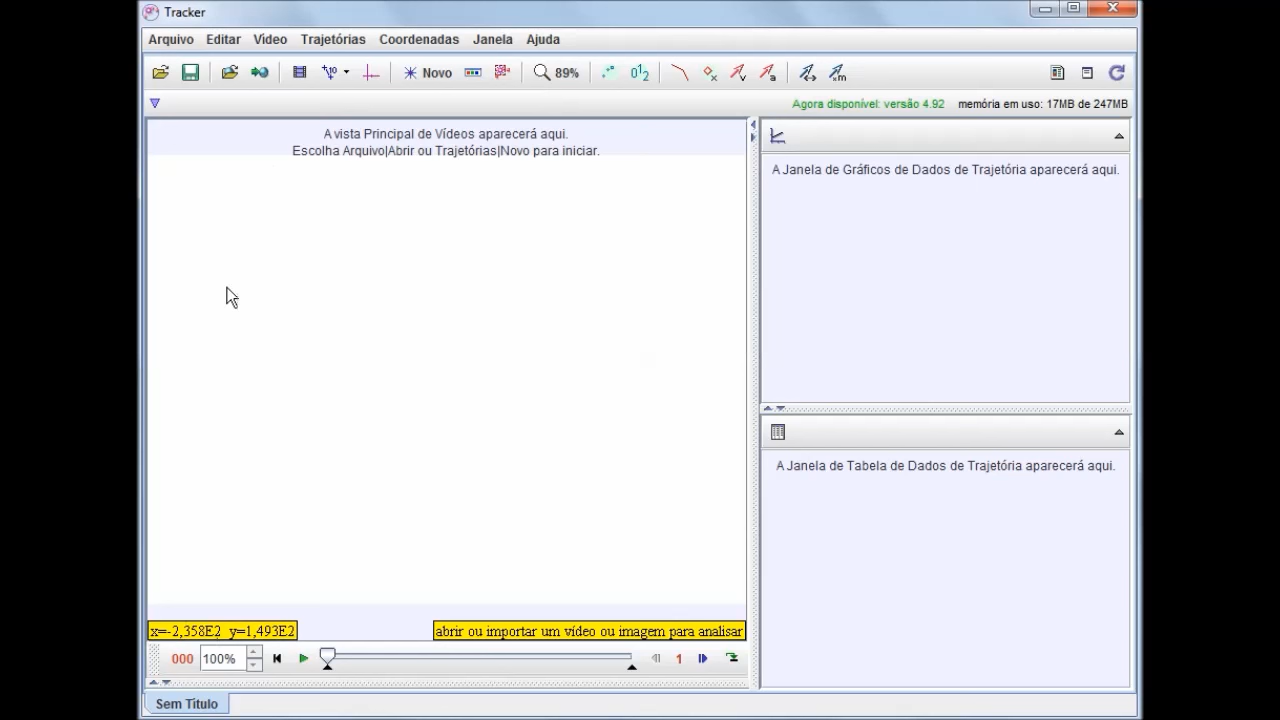 Tracker
Arquivo Editar Vídeo Trajetórias Coordenadas Janela Ajuda
Novo 89%
Agora disponível: versão 4.92 memória em uso: 17MB de 247MB
A vista Principal de Vídeos aparecerá aqui.
Escolha Arquivo|Abrir ou Trajetórias|Novo para iniciar.
A Janela de Gráficos de Dados de Trajetória aparecerá aqui.
A Janela de Tabela de Dados de Trajetória aparecerá aqui.
x=-2,358E2 y=1,493E2
abrir ou importar um vídeo ou imagem para analisar
000 100% 1
Sem Título